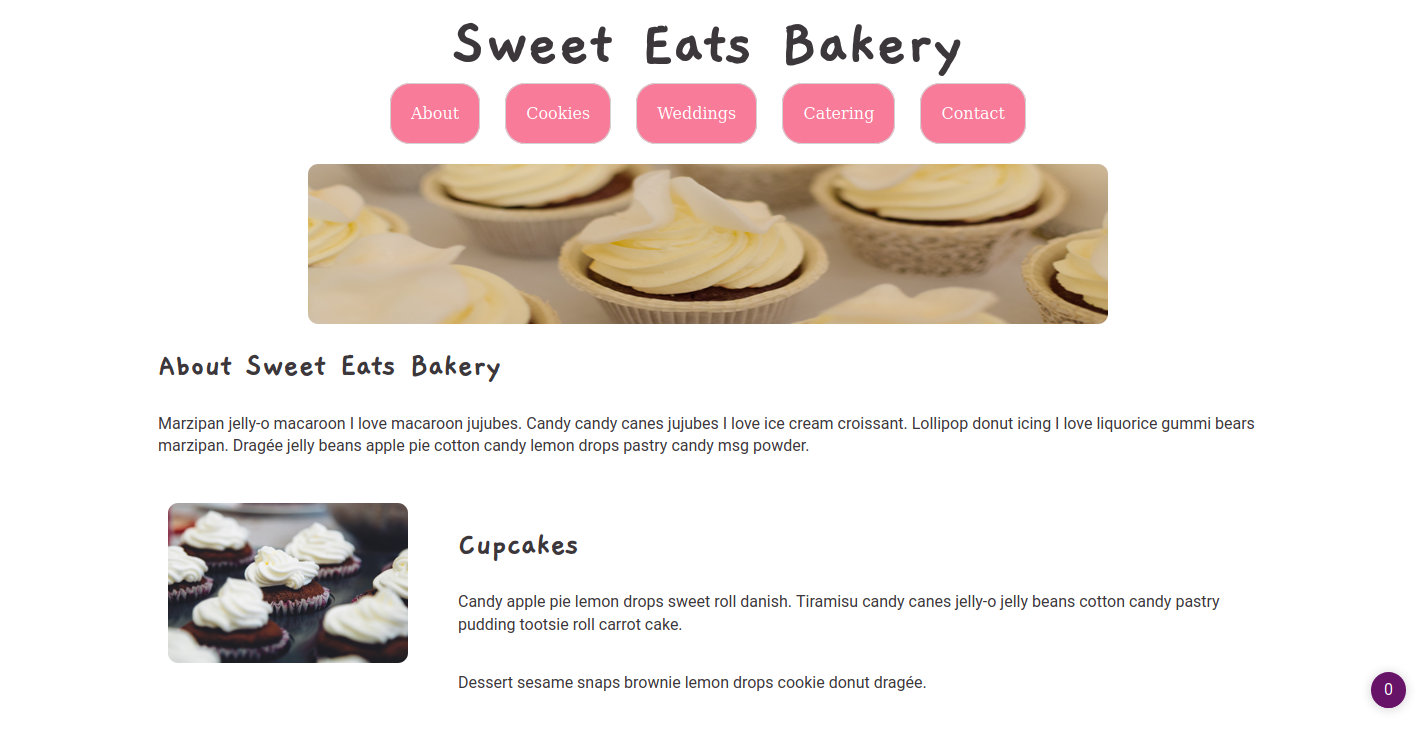 Sweet Eats Bakery
About Cookies Weddings Catering Contact
About Sweet Eats Bakery
Marzipan jelly-o macaroon I love macaroon jujubes. Candy candy canes jujubes I love ice cream croissant. Lollipop donut icing I love liquorice gummi bears
marzipan. Dragée jelly beans apple pie cotton candy lemon drops pastry candy msg powder.
Cupcakes
Candy apple pie lemon drops sweet roll danish. Tiramisu candy canes jelly-o jelly beans cotton candy pastry
pudding tootsie roll carrot cake.
Dessert sesame snaps brownie lemon drops cookie donut dragée.
0